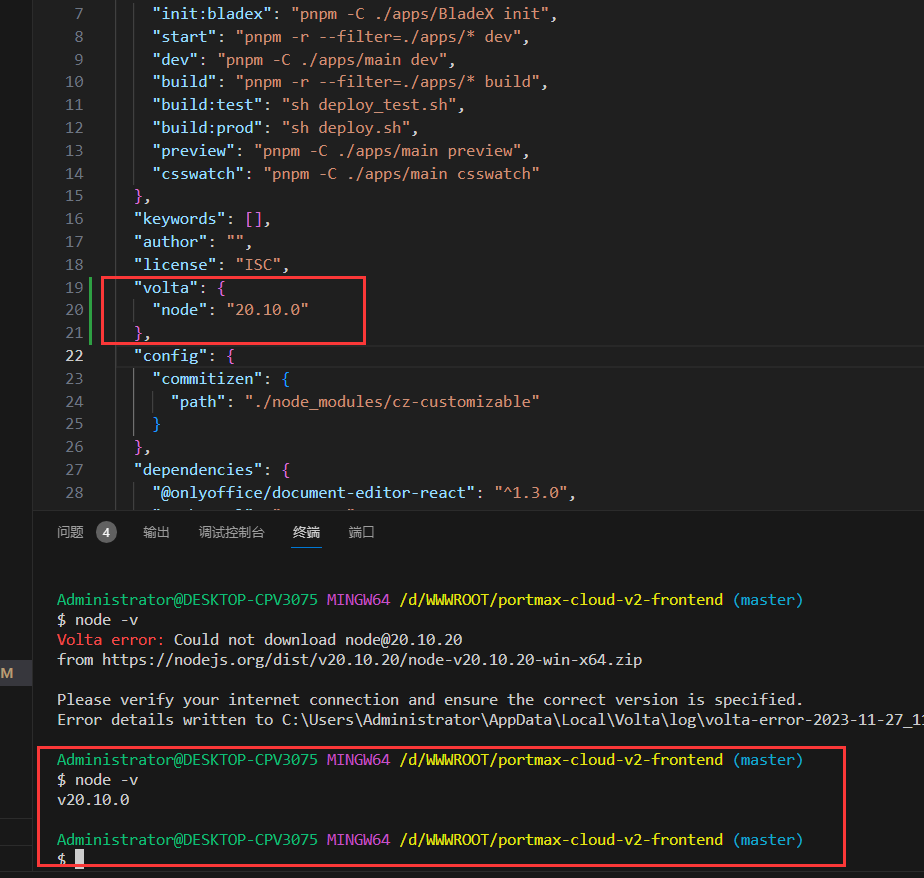 7 "init:bladex": "pnpm -C ./apps/BladeX init",
8 "start": "pnpm -r --filter=./apps/* dev",
9 "dev": "pnpm -C ./apps/main dev",
10 "build": "pnpm -r --filter=./apps/* build",
11 "build:test": "sh deploy_test.sh",
12 "build:prod": "sh deploy.sh",
13 "preview": "pnpm -C ./apps/main preview",
14 "csswatch": "pnpm -C ./apps/main csswatch"
15 },
16 "keywords": [],
17 "author": "",
18 "license": "ISC",
19 "volta": {
20 "node": "20.10.0"
21 },
22 "config": {
23 "commitizen": {
24 "path": "./node_modules/cz-customizable"
25 }
26 },
27 "dependencies": {
28 "@onlyoffice/document-editor-react": "^1.3.0",
问题 4 输出 调试控制台 终端 端口
Administrator@DESKTOP-CPV3075 MINGW64 /d/WWWROOT/portmax-cloud-v2-frontend (master)
$ node -v
Volta error: Could not download node@20.10.20
from https://nodejs.org/dist/v20.10.20/node-v20.10.20-win-x64.zip
M
Please verify your internet connection and ensure the correct version is specified.
Error details written to C:\Users\Administrator\AppData\Local\Volta\log\volta-error-2023-11-27_11
Administrator@DESKTOP-CPV3075 MINGW64 /d/WWWROOT/portmax-cloud-v2-frontend (master)
$ node -v
v20.10.0
Administrator@DESKTOP-CPV3075 MINGW64 /d/WWWROOT/portmax-cloud-v2-frontend (master)
$